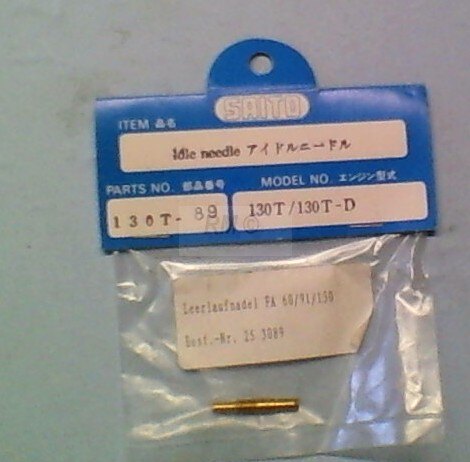 SAITO
ITEM 品名
Idle needle アイドルニードル
PARTS NO. 部品番号
MODEL NO. エンジン型式
130T- 89
130T/130T-D
Leerlaufnadel FA 60/91/150
Best.-Nr. 25 3089